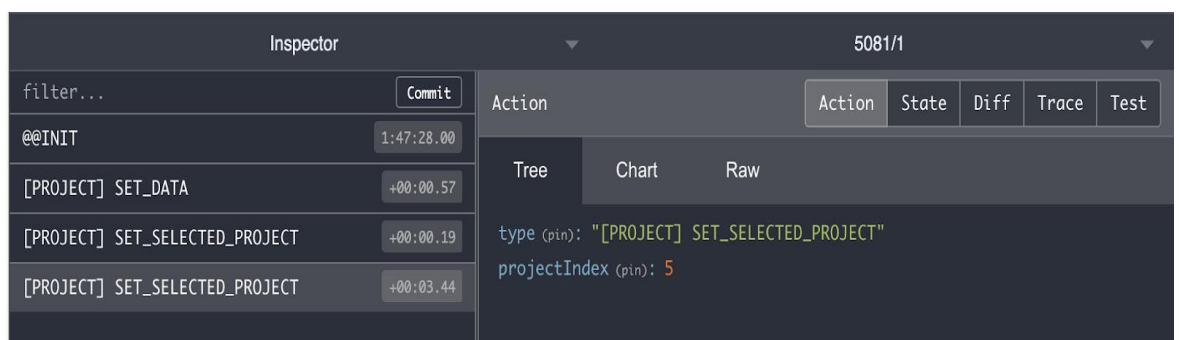 Inspector 5081/1
filter... Commit Action Action State Diff Trace Test
@@INIT 1:47:28.00
[PROJECT] SET_DATA +00:00.57
[PROJECT] SET_SELECTED_PROJECT +00:00.19
[PROJECT] SET_SELECTED_PROJECT +00:03.44
Tree Chart Raw
type (pin): "[PROJECT] SET_SELECTED_PROJECT"
projectIndex (pin): 5